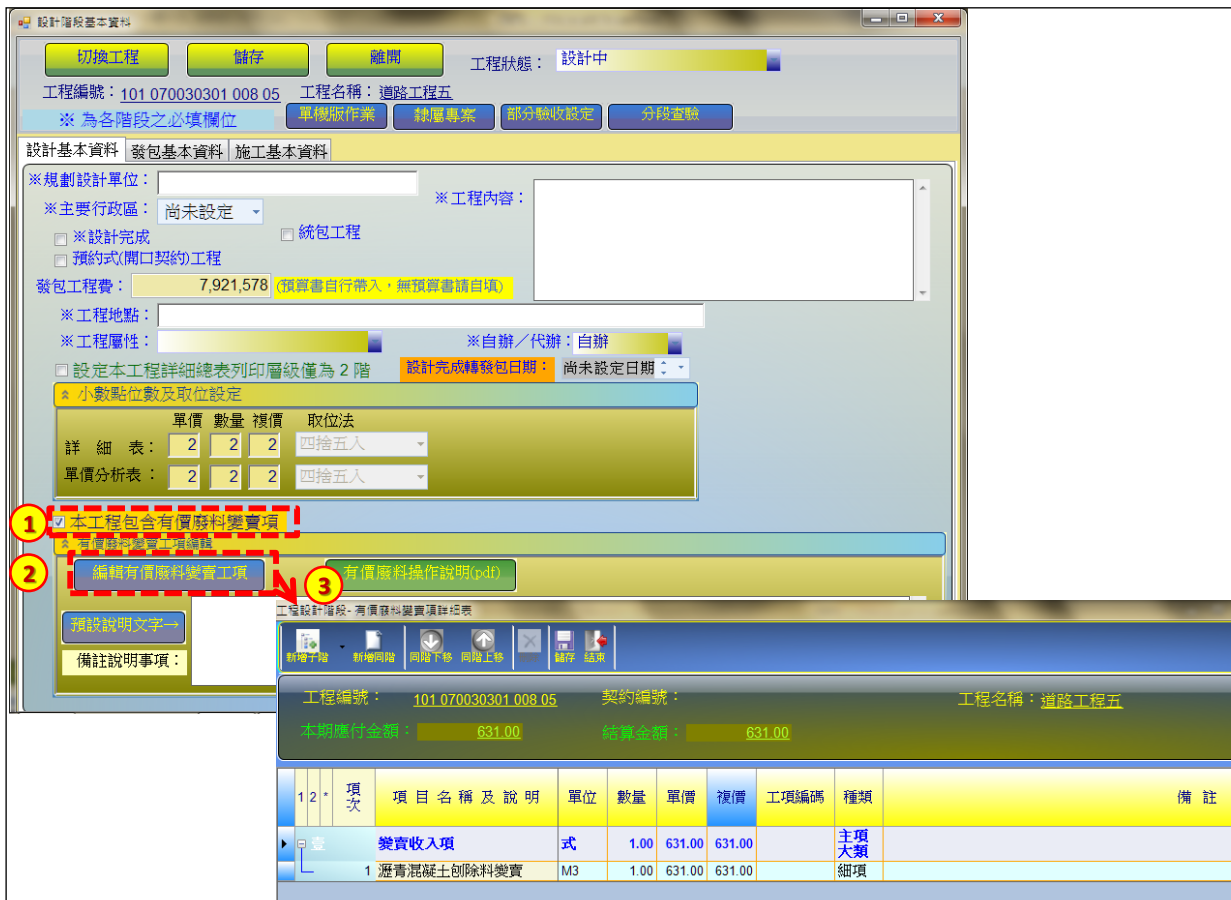 設計階段基本資料
切換工程 儲存 離開 工程狀態： 設計中
工程編號：101 070030301 008 05 工程名稱：道路工程五
※ 為各階段之必填欄位 單機版作業 隸屬專案 部分驗收設定 分段查驗
設計基本資料 發包基本資料 施工基本資料
※規劃設計單位： ※工程內容：
※主要行政區： 尚未設定
※設計完成 統包工程
預約式(開口契約)工程
發包工程費： 7,921,578 (預算書自行帶入，無預算書請自填)
※工程地點：
※工程屬性： ※自辦／代辦：自辦
設定本工程詳細總表列印層級僅為 2 階 設計完成轉發包日期： 尚未設定日期
小數點位數及取位設定
單價 數量 複價 取位法
詳 細 表： 2 2 2 四捨五入
單價分析表： 2 2 2 四捨五入
1 本工程包含有價廢料變賣項
有價廢料變賣工項編輯
2 編輯有價廢料變賣工項 3 有價廢料操作說明(pdf)
預設說明文字→
備註說明事項：
工程設計階段- 有價廢料變賣項詳細表
新增子階 新增同階 同階下移 同階上移 儲存 結束
工程編號： 101 070030301 008 05 契約編號： 工程名稱：道路工程五
本期應付金額： 631.00 結算金額： 631.00
1 2 * 項次 項目名稱及說明 單位 數量 單價 複價 工項編碼 種類 備 註
壹 變賣收入項 式 1.00 631.00 631.00 主項大類
1 瀝青混凝土刨除料變賣 M3 1.00 631.00 631.00 細項